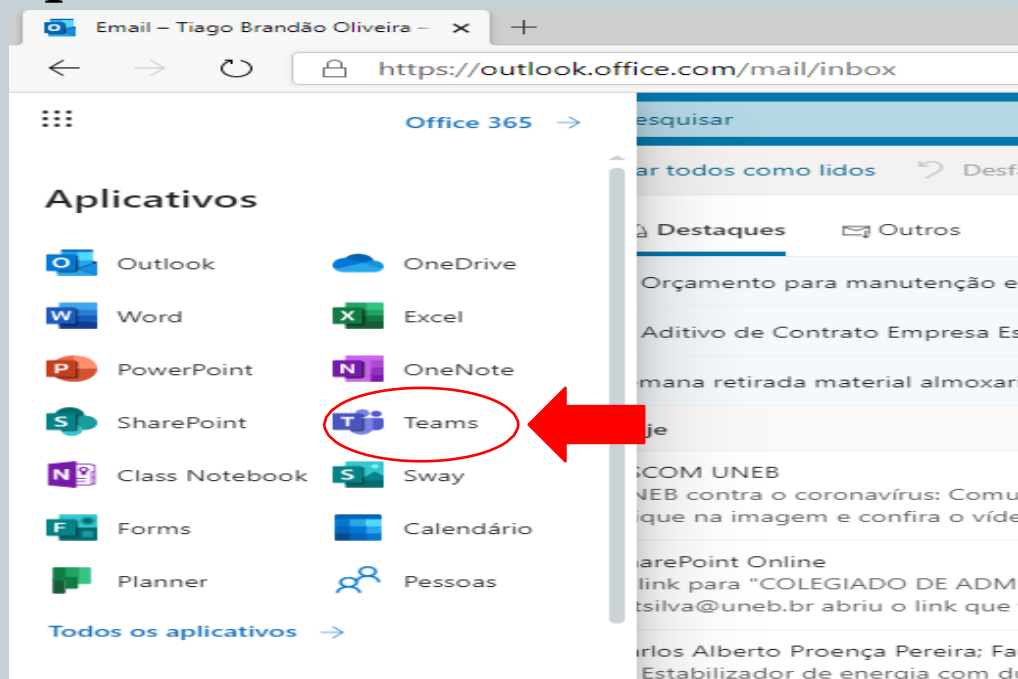 Email – Tiago Brandão Oliveira –
https://outlook.office.com/mail/inbox
Office 365 →
esquisar
ar todos como lidos
Aplicativos
Destaques Outros
Outlook OneDrive
Orçamento para manutenção e
Word Excel
Aditivo de Contrato Empresa Es
PowerPoint OneNote
mana retirada material almoxari
SharePoint Teams
je
Class Notebook Sway
SCOM UNEB
NEB contra o coronavírus: Comu
ique na imagem e confira o víde
Forms Calendário
arePoint Online
Planner Pessoas
link para "COLEGIADO DE ADM
tsilva@uneb.br abriu o link que
Todos os aplicativos →
rlos Alberto Proença Pereira; Fa
Estabilizador de energia com du